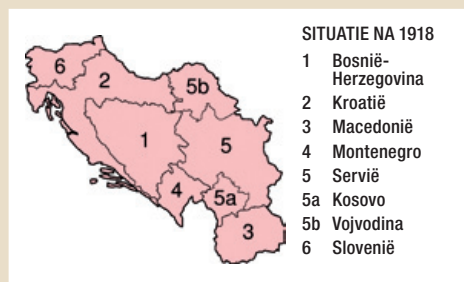 SITUATIE NA 1918
1 Bosnië-
Herzegovina
2 Kroatië
3 Macedonië
4 Montenegro
5 Servië
5a Kosovo
5b Vojvodina
6 Slovenië
6
2
5b
1
5
4
5a
3